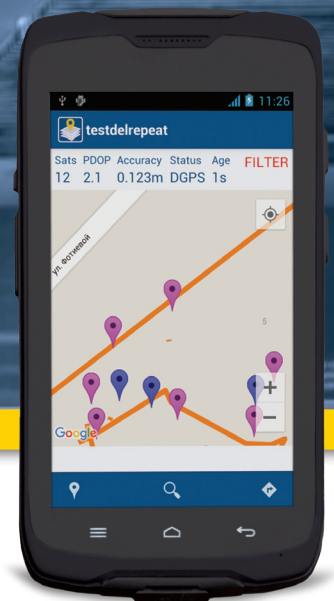 11:26
testdelrepeat
Sats PDOP Accuracy Status Age FILTER
12 2.1 0.123m DGPS 1s
ул. Фотиевой
5
Google